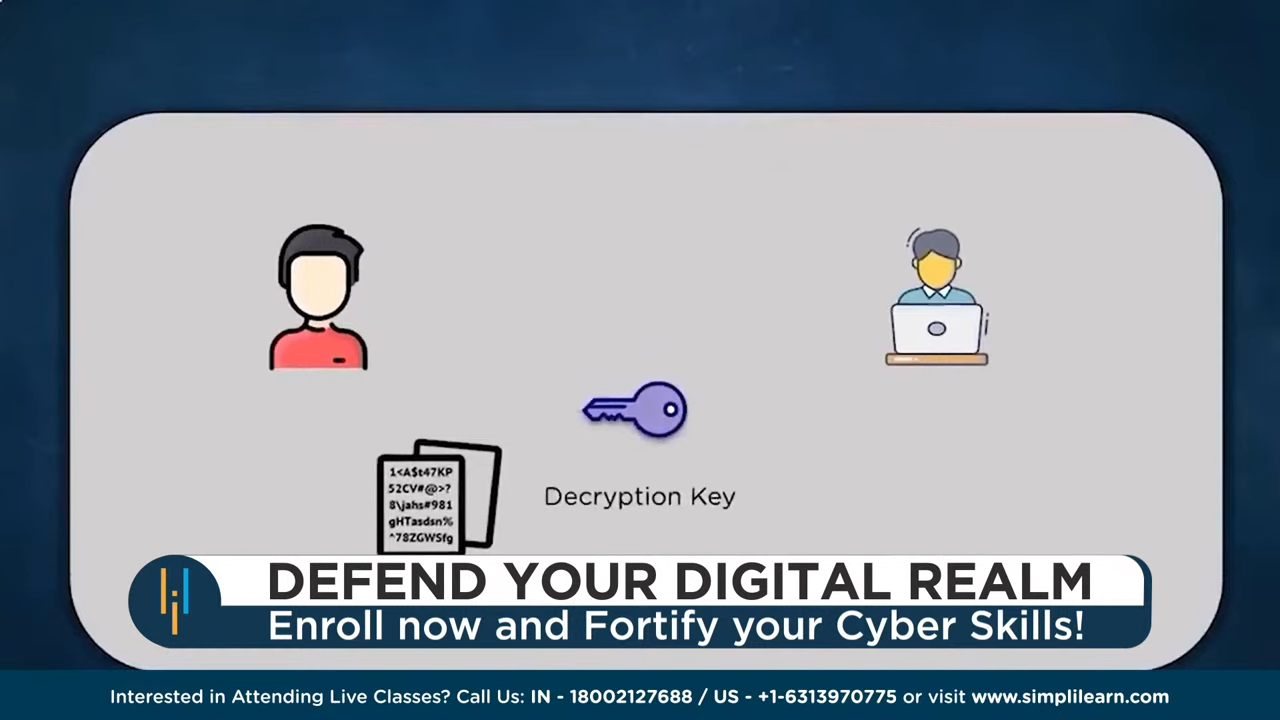 1<A$t47KP
52CV#@>?
8\jahs#981
gHTasdsn%
^78ZGWSfg
Decryption Key
DEFEND YOUR DIGITAL REALM
Enroll now and Fortify your Cyber Skills!
Interested in Attending Live Classes? Call Us: IN - 18002127688 / US - +1-6313970775 or visit www.simplilearn.com